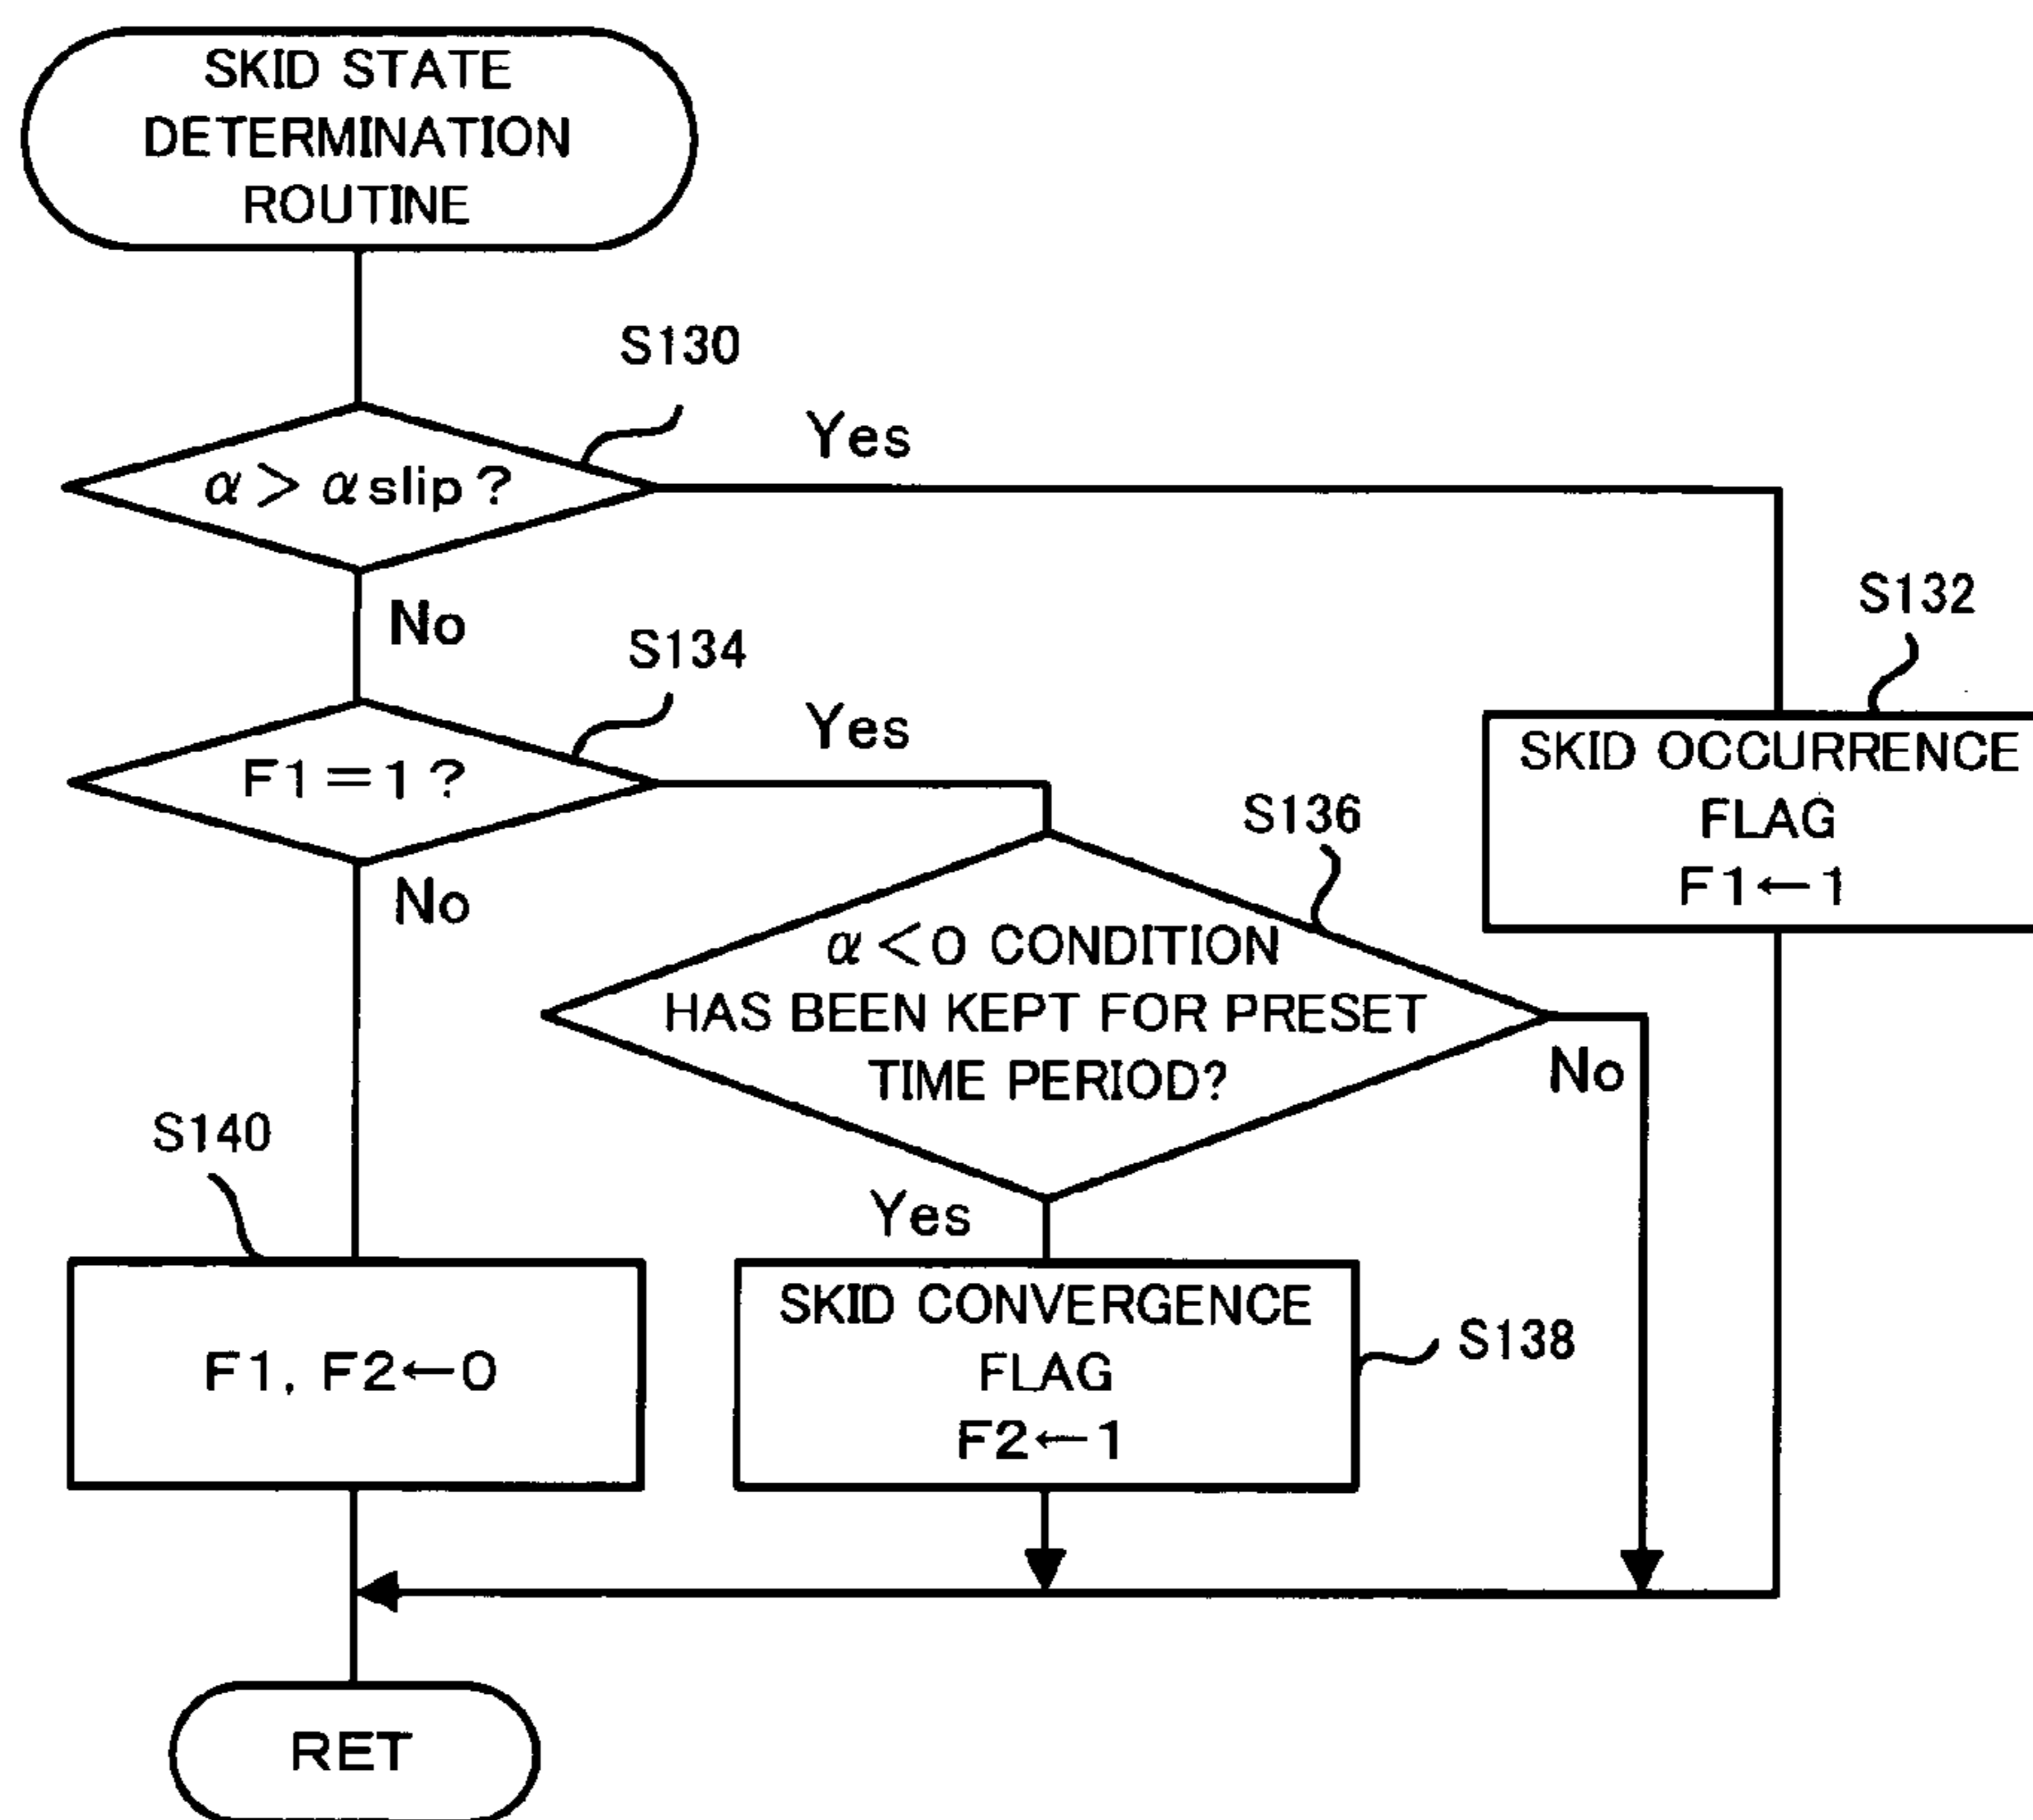 SKID STATE
DETERMINATION
ROUTINE
S130
α > αslip?
Yes
No
S132
SKID OCCURRENCE
FLAG
F1←1
S134
F1=1?
Yes
No
S136
α<0 CONDITION
HAS BEEN KEPT FOR PRESET
TIME PERIOD?
No
Yes
S140
F1, F2←0
SKID CONVERGENCE
FLAG
F2←1
S138
RET